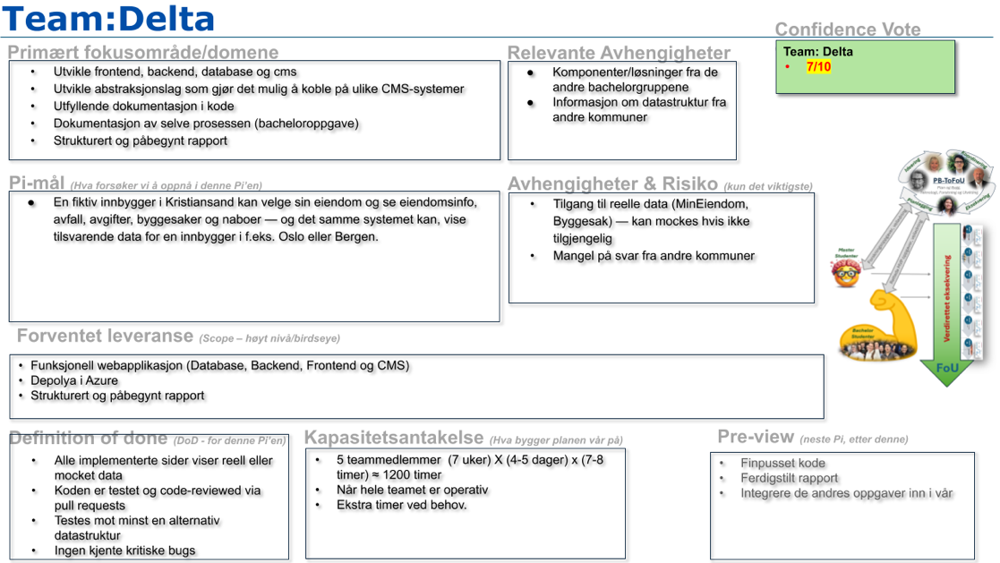 Team:Delta
Confidence Vote
Team: Delta
• 7/10
Primært fokusområde/domene
• Utvikle frontend, backend, database og cms
• Utvikle abstraksjonslag som gjør det mulig å koble på ulike CMS-systemer
• Utfyllende dokumentasjon i kode
• Dokumentasjon av selve prosessen (bacheloroppgave)
• Strukturert og påbegynt rapport
Relevante Avhengigheter
● Komponenter/løsninger fra de
andre bachelorgruppene
● Informasjon om datastruktur fra
andre kommuner
Pi-mål (Hva forsøker vi å oppnå i denne Pi'en)
● En fiktiv innbygger i Kristiansand kan velge sin eiendom og se eiendomsinfo,
avfall, avgifter, byggesaker og naboer — og det samme systemet kan, vise
tilsvarende data for en innbygger i f.eks. Oslo eller Bergen.
Avhengigheter & Risiko (kun det viktigste)
• Tilgang til reelle data (MinEiendom,
Byggesak) — kan mockes hvis ikke
tilgjengelig
• Mangel på svar fra andre kommuner
PB-ToFoU
Master
Studenter
Bachelor
Studenter
Verdirettet eksekvering
FoU
Forventet leveranse (Scope – høyt nivå/birdseye)
• Funksjonell webapplikasjon (Database, Backend, Frontend og CMS)
• Depolya i Azure
• Strukturert og påbegynt rapport
Definition of done (DoD - for denne Pi'en)
• Alle implementerte sider viser reell eller
mocket data
• Koden er testet og code-reviewed via
pull requests
• Testes mot minst en alternativ
datastruktur
• Ingen kjente kritiske bugs
Kapasitetsantakelse (Hva bygger planen vår på)
• 5 teammedlemmer (7 uker) X (4-5 dager) x (7-8
timer) ≈ 1200 timer
• Når hele teamet er operativ
• Ekstra timer ved behov.
Pre-view (neste Pi, etter denne)
• Finpusset kode
• Ferdigstilt rapport
• Integrere de andres oppgaver inn i vår